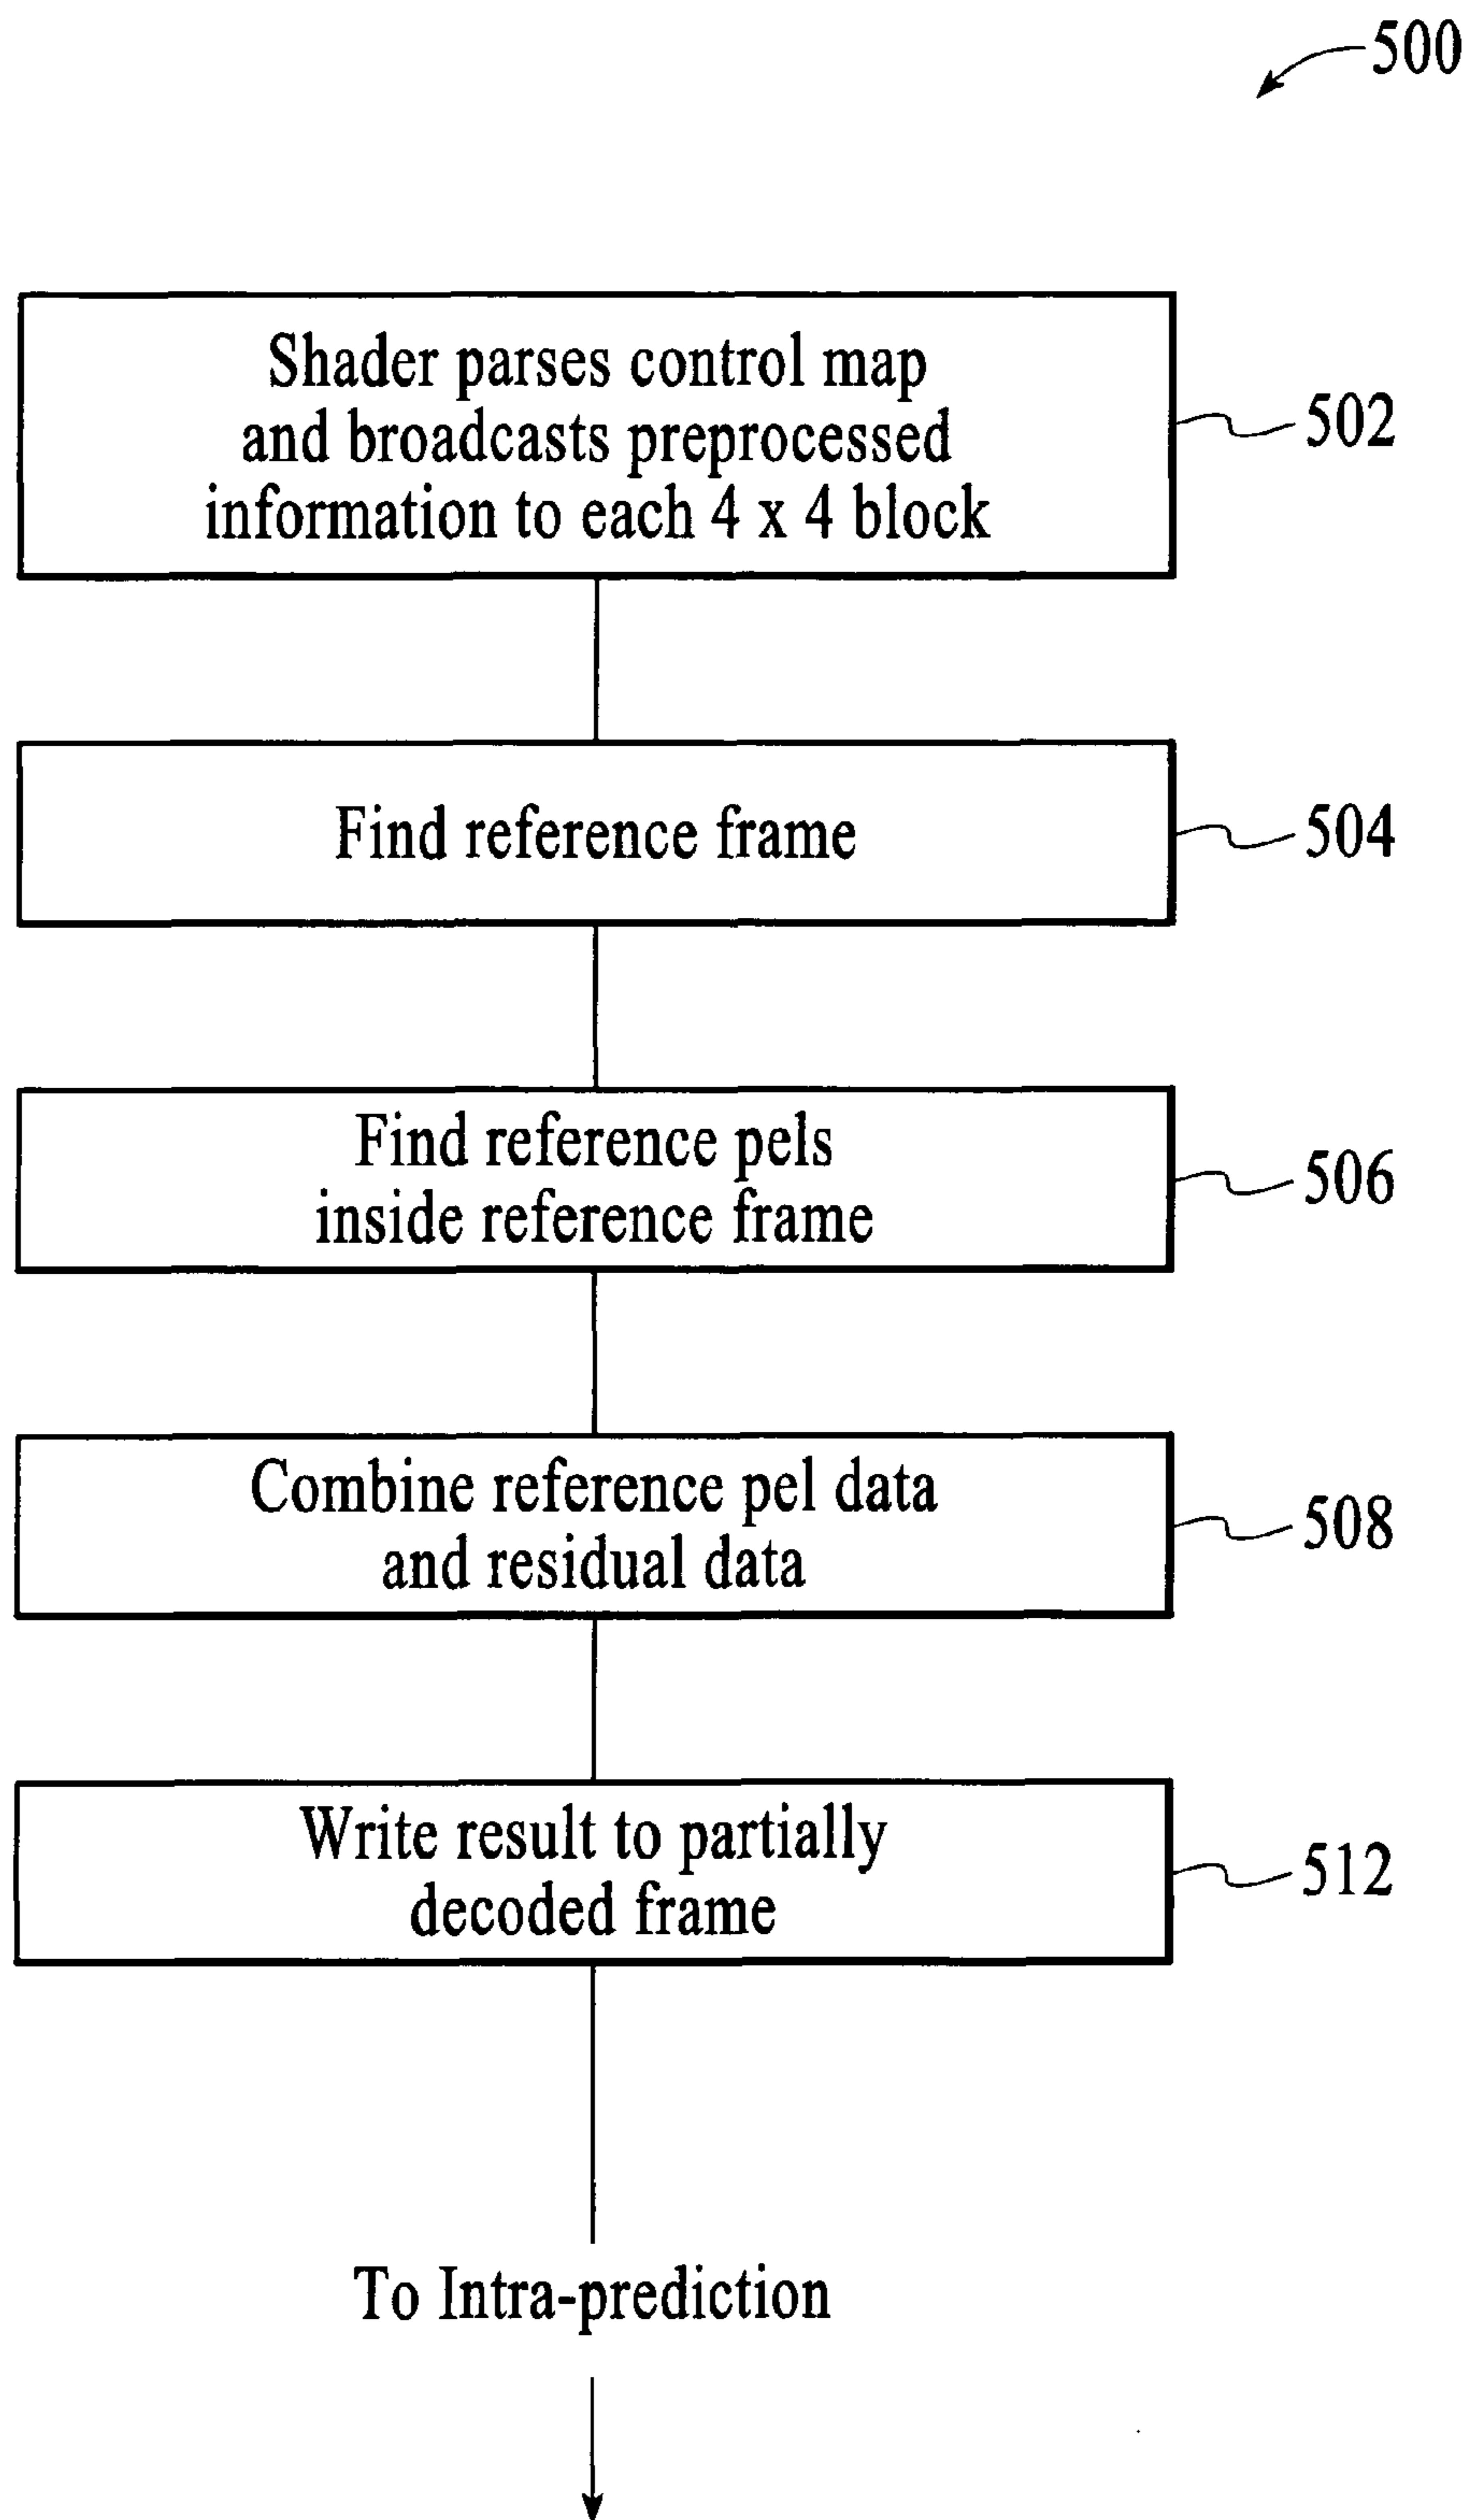 500
Shader parses control map
and broadcasts preprocessed
information to each 4 x 4 block
502
Find reference frame
504
Find reference pels
inside reference frame
506
Combine reference pel data
and residual data
508
Write result to partially
decoded frame
512
To Intra-prediction